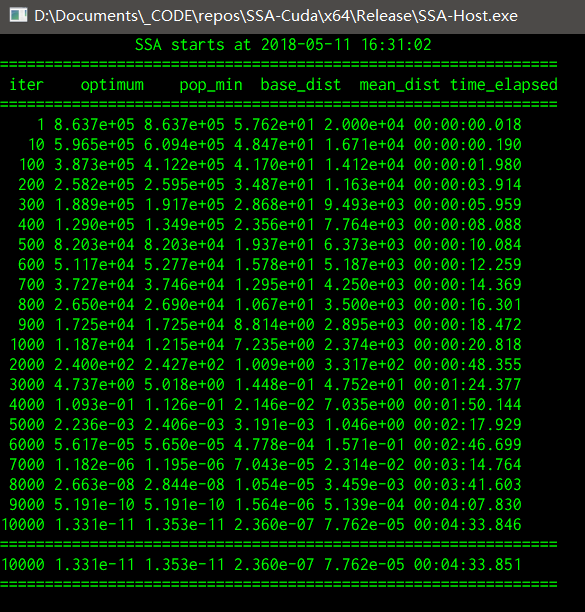 D:\Documents\_CODE\repos\SSA-Cuda\x64\Release\SSA-Host.exe
SSA starts at 2018-05-11 16:31:02
==============================================================
iter optimum pop_min base_dist mean_dist time_elapsed
==============================================================
1 8.637e+05 8.637e+05 5.762e+01 2.000e+04 00:00:00.018
10 5.965e+05 6.094e+05 4.847e+01 1.671e+04 00:00:00.190
100 3.873e+05 4.122e+05 4.170e+01 1.412e+04 00:00:01.980
200 2.582e+05 2.595e+05 3.487e+01 1.163e+04 00:00:03.914
300 1.889e+05 1.917e+05 2.868e+01 9.493e+03 00:00:05.959
400 1.290e+05 1.349e+05 2.356e+01 7.764e+03 00:00:08.088
500 8.203e+04 8.203e+04 1.937e+01 6.373e+03 00:00:10.084
600 5.117e+04 5.277e+04 1.578e+01 5.187e+03 00:00:12.259
700 3.727e+04 3.746e+04 1.295e+01 4.250e+03 00:00:14.369
800 2.650e+04 2.690e+04 1.067e+01 3.500e+03 00:00:16.301
900 1.725e+04 1.725e+04 8.814e+00 2.895e+03 00:00:18.472
1000 1.187e+04 1.215e+04 7.235e+00 2.374e+03 00:00:20.818
2000 2.400e+02 2.427e+02 1.009e+00 3.317e+02 00:00:48.355
3000 4.737e+00 5.018e+00 1.448e-01 4.752e+01 00:01:24.377
4000 1.093e-01 1.126e-01 2.146e-02 7.035e+00 00:01:50.144
5000 2.236e-03 2.406e-03 3.191e-03 1.046e+00 00:02:17.929
6000 5.617e-05 5.650e-05 4.778e-04 1.571e-01 00:02:46.699
7000 1.182e-06 1.195e-06 7.043e-05 2.314e-02 00:03:14.764
8000 2.663e-08 2.844e-08 1.054e-05 3.459e-03 00:03:41.603
9000 5.191e-10 5.191e-10 1.564e-06 5.139e-04 00:04:07.830
10000 1.331e-11 1.353e-11 2.360e-07 7.762e-05 00:04:33.846
==============================================================
10000 1.331e-11 1.353e-11 2.360e-07 7.762e-05 00:04:33.851
==============================================================